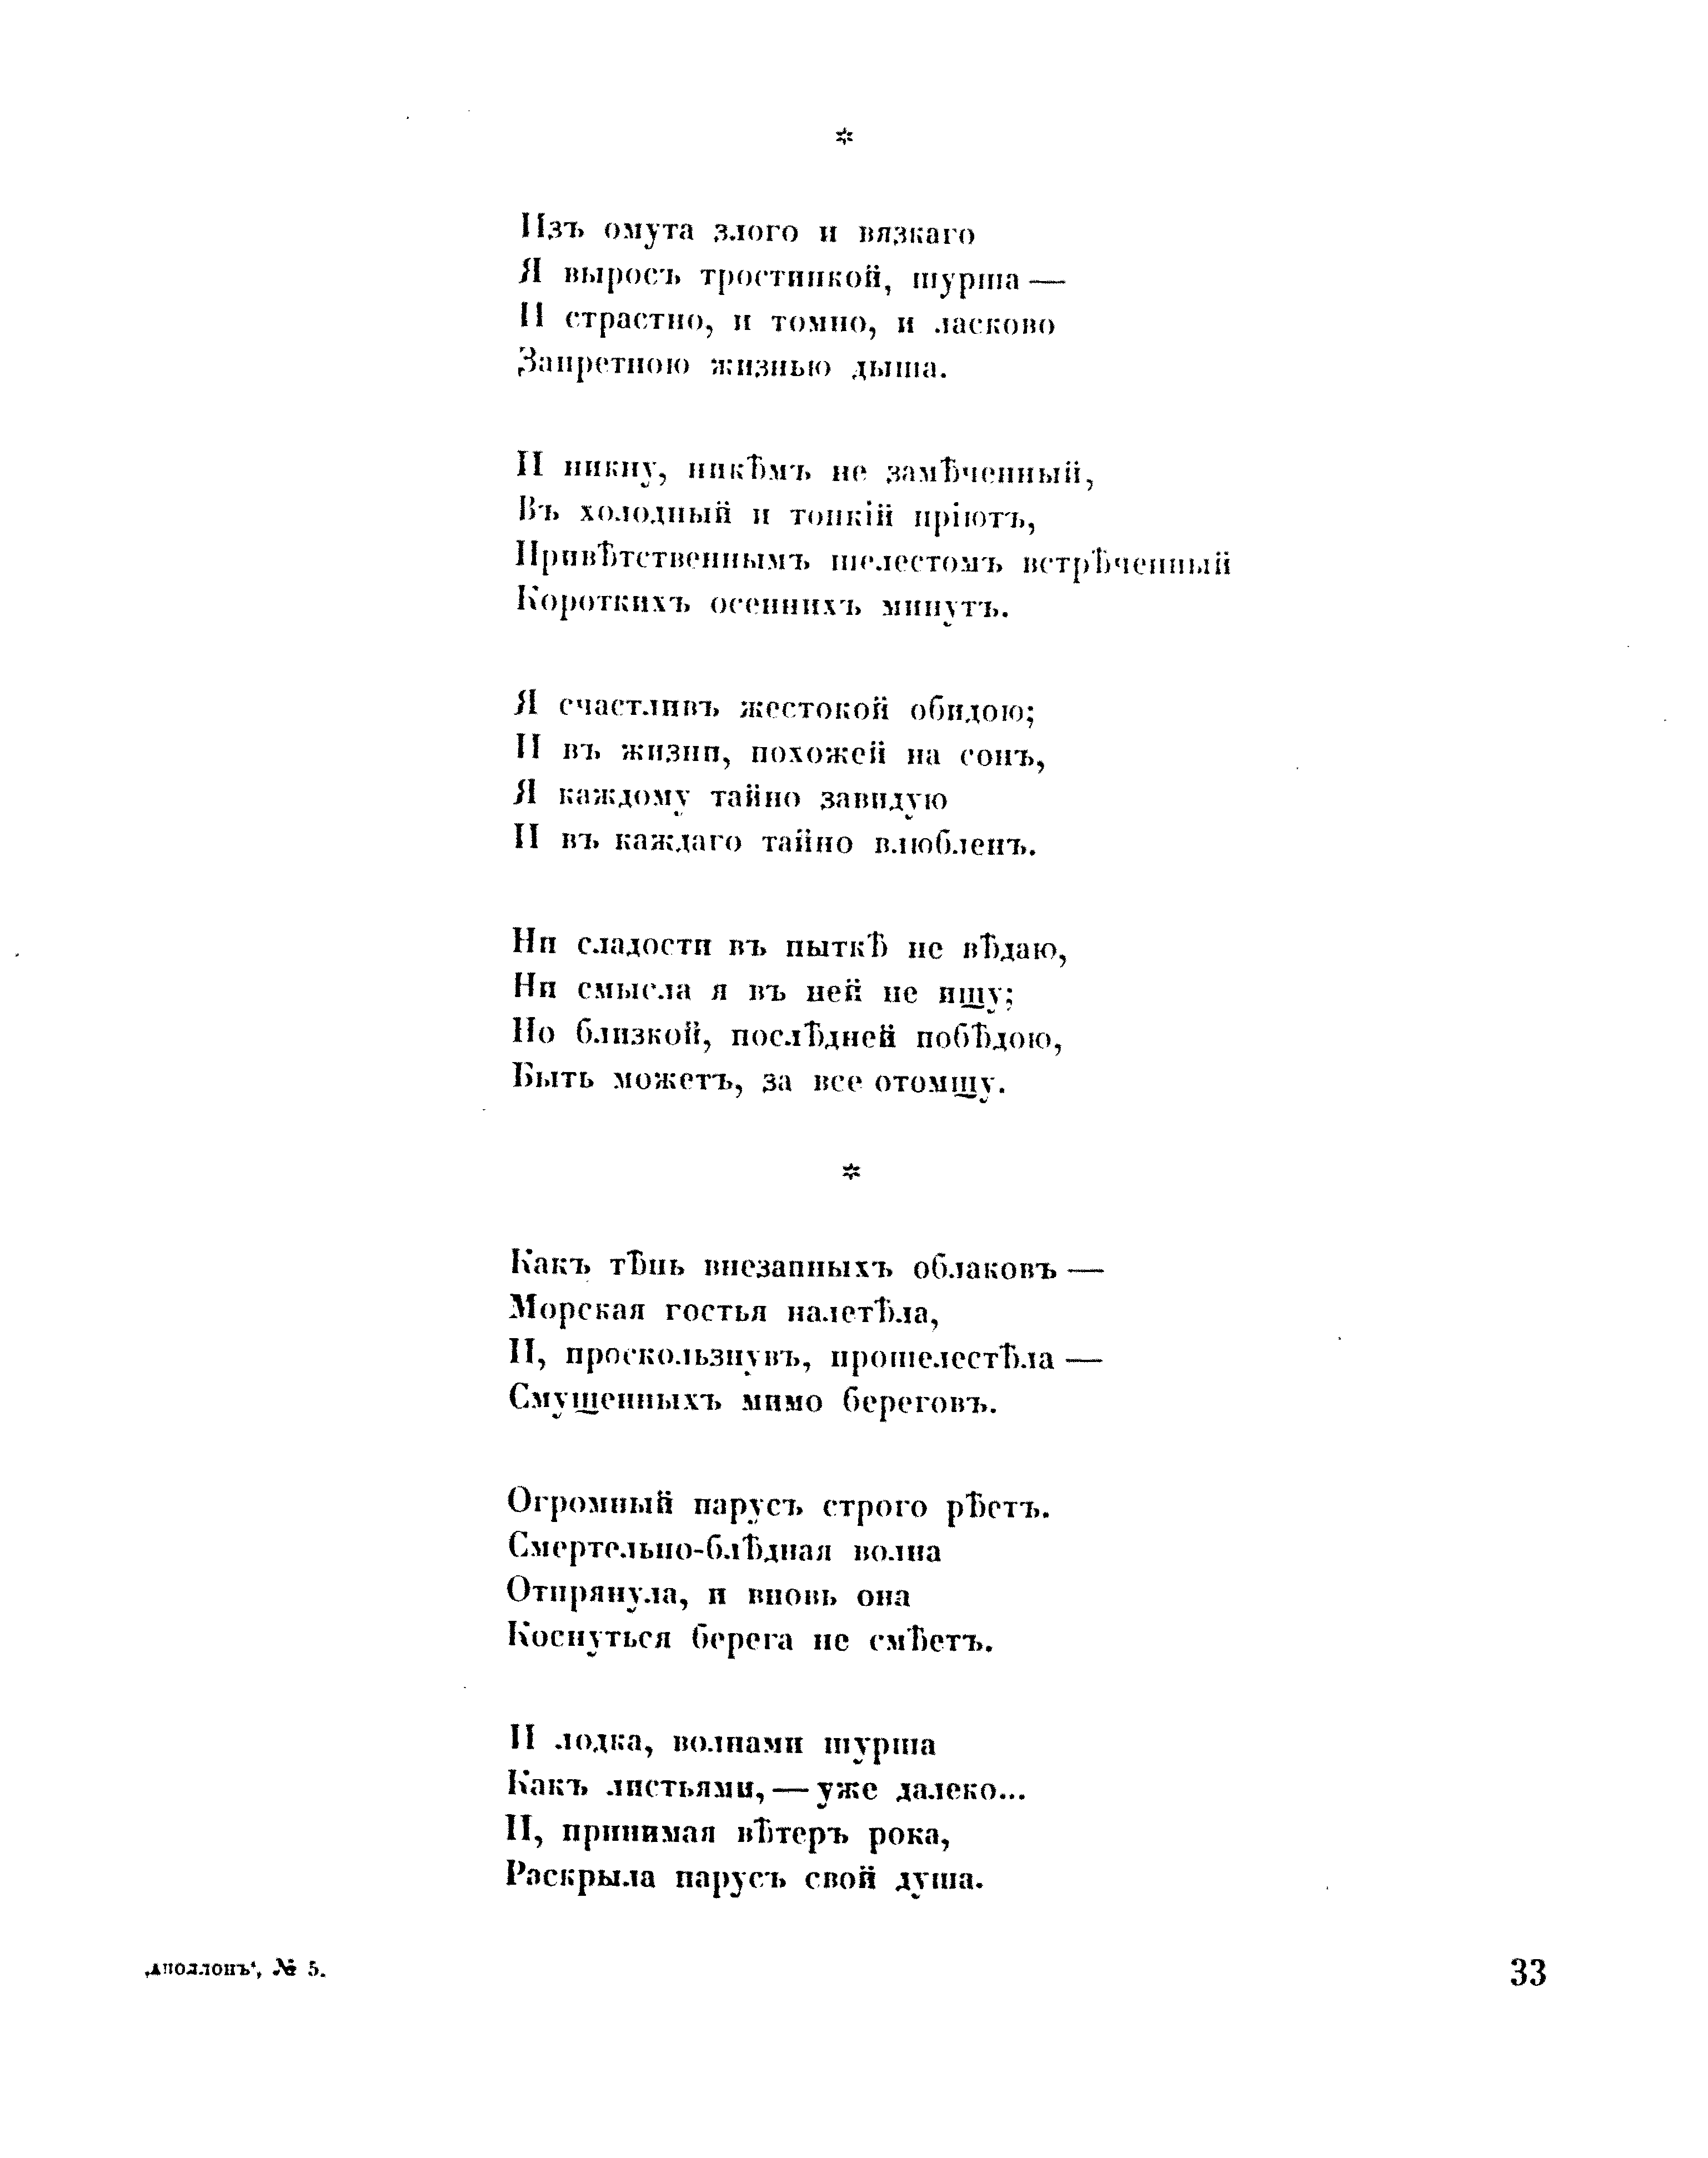 *
Изъ омута злого и вязкаго
Я выросъ тростинкой, шурша —
И страстно, и томно, и ласково
Запретною жизнью дыша.
И никну, никѣмъ не замѣченный,
Въ холодный и топкій пріютъ,
Привѣтственнымъ шелестомъ встрѣченный
Короткихъ осеннихъ минутъ.
Я счастливъ жестокой обидою;
И въ жизни, похожей на сонъ,
Я каждому тайно завидую
И въ каждаго тайно влюбленъ.
Ни сладости въ пыткѣ не вѣдаю,
Ни смысла я въ ней не ищу;
Но близкой, послѣдней побѣдою,
Быть можетъ, за все отомщу.
*
Какъ тѣнь внезапныхъ облаковъ —
Морская гостья налетѣла,
И, проскользнувъ, прошелестѣла —
Смущенныхъ мимо береговъ.
Огромный парусъ строго рѣетъ.
Смертельно-блѣдная волна
Отпрянула, и вновь она
Коснуться берега не смѣетъ.
И лодка, волнами шурша
Какъ листьями, — уже далеко...
И, принимая вѣтеръ рока,
Раскрыла парусъ свой душа.
„Аполлонъ“, № 5.
33